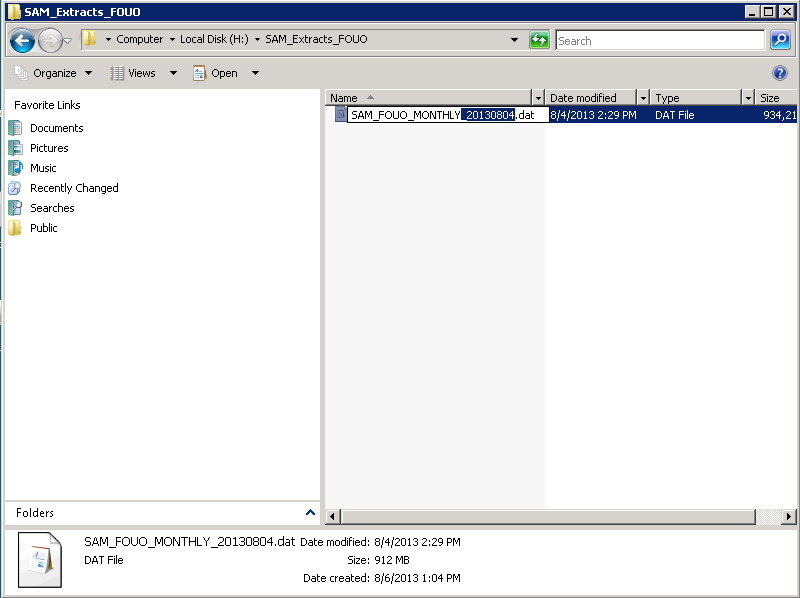 SAM_Extracts_FOUO
Computer Local Disk (H:) SAM_Extracts_FOUO Search
Organize Views Open
Favorite Links
Documents
Pictures
Music
Recently Changed
Searches
Public
Folders
Name Date modified Type Size
SAM_FOUO_MONTHLY_20130804.dat 8/4/2013 2:29 PM DAT File 934,21
SAM_FOUO_MONTHLY_20130804.dat Date modified: 8/4/2013 2:29 PM
DAT File Size: 912 MB
Date created: 8/6/2013 1:04 PM